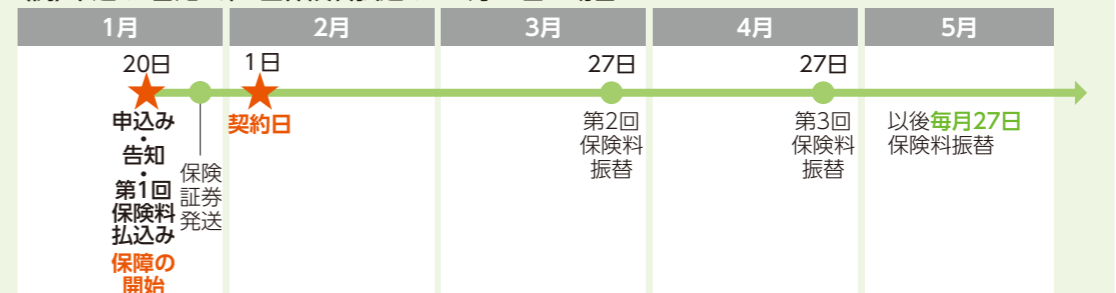 1月
2月
3月
4月
5月
20日
1日
27日
27日
申込み
・
告知
・
第1回
保険料
払込み
保障の
開始
保険
証券
発送
契約日
第2回
保険料
振替
第3回
保険料
振替
以後毎月27日
保険料振替